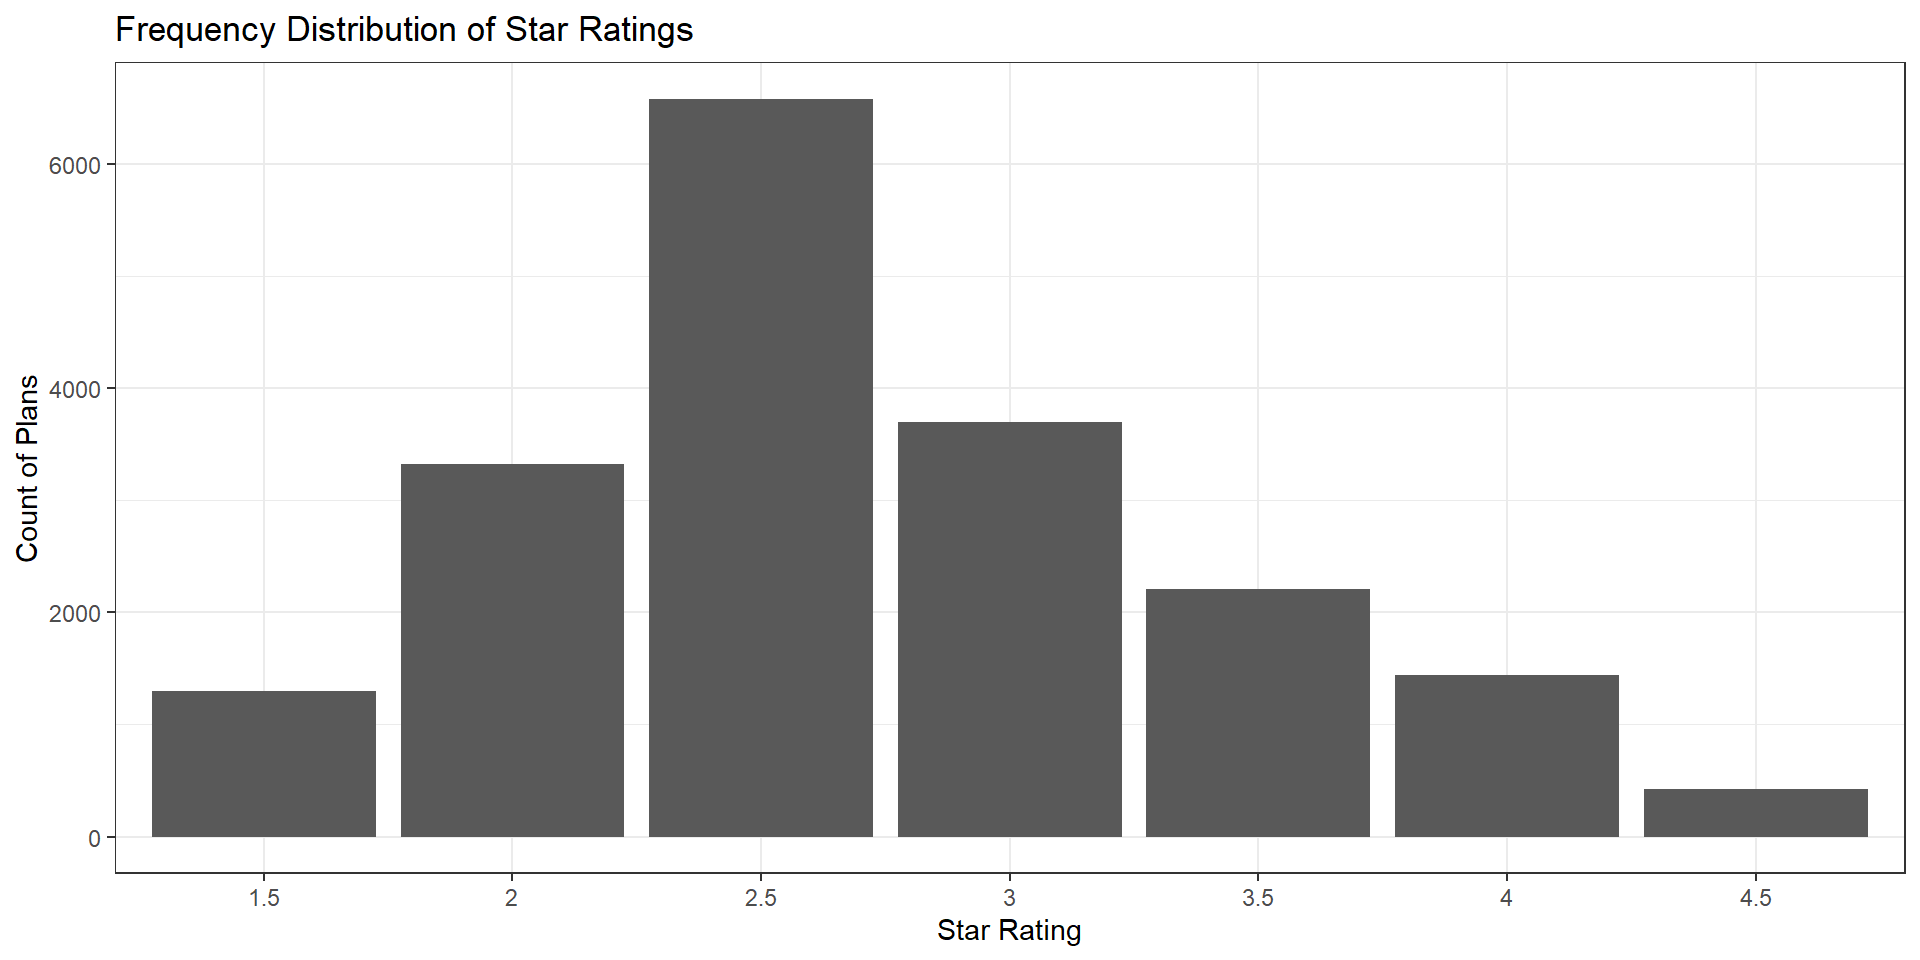 Frequency Distribution of Star Ratings
Count of Plans
6000
4000
2000
0
1.5 2 2.5 3 3.5 4 4.5
Star Rating